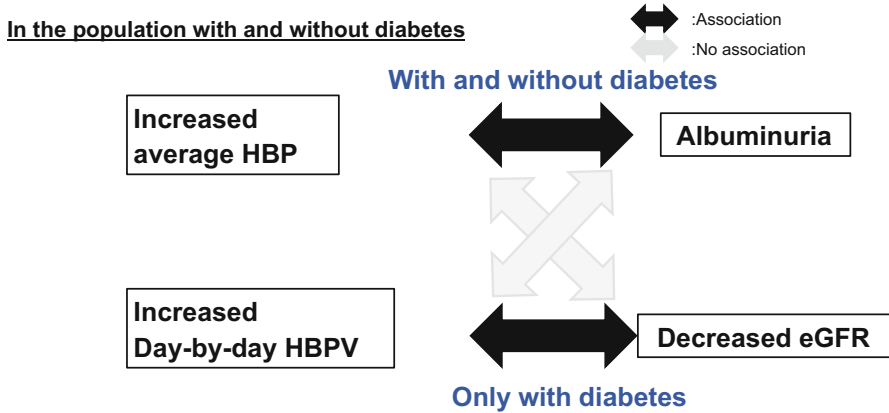 In the population with and without diabetes
:Association
:No association
With and without diabetes
Increased
average HBP
Albuminuria
Increased
Day-by-day HBPV
Decreased eGFR
Only with diabetes